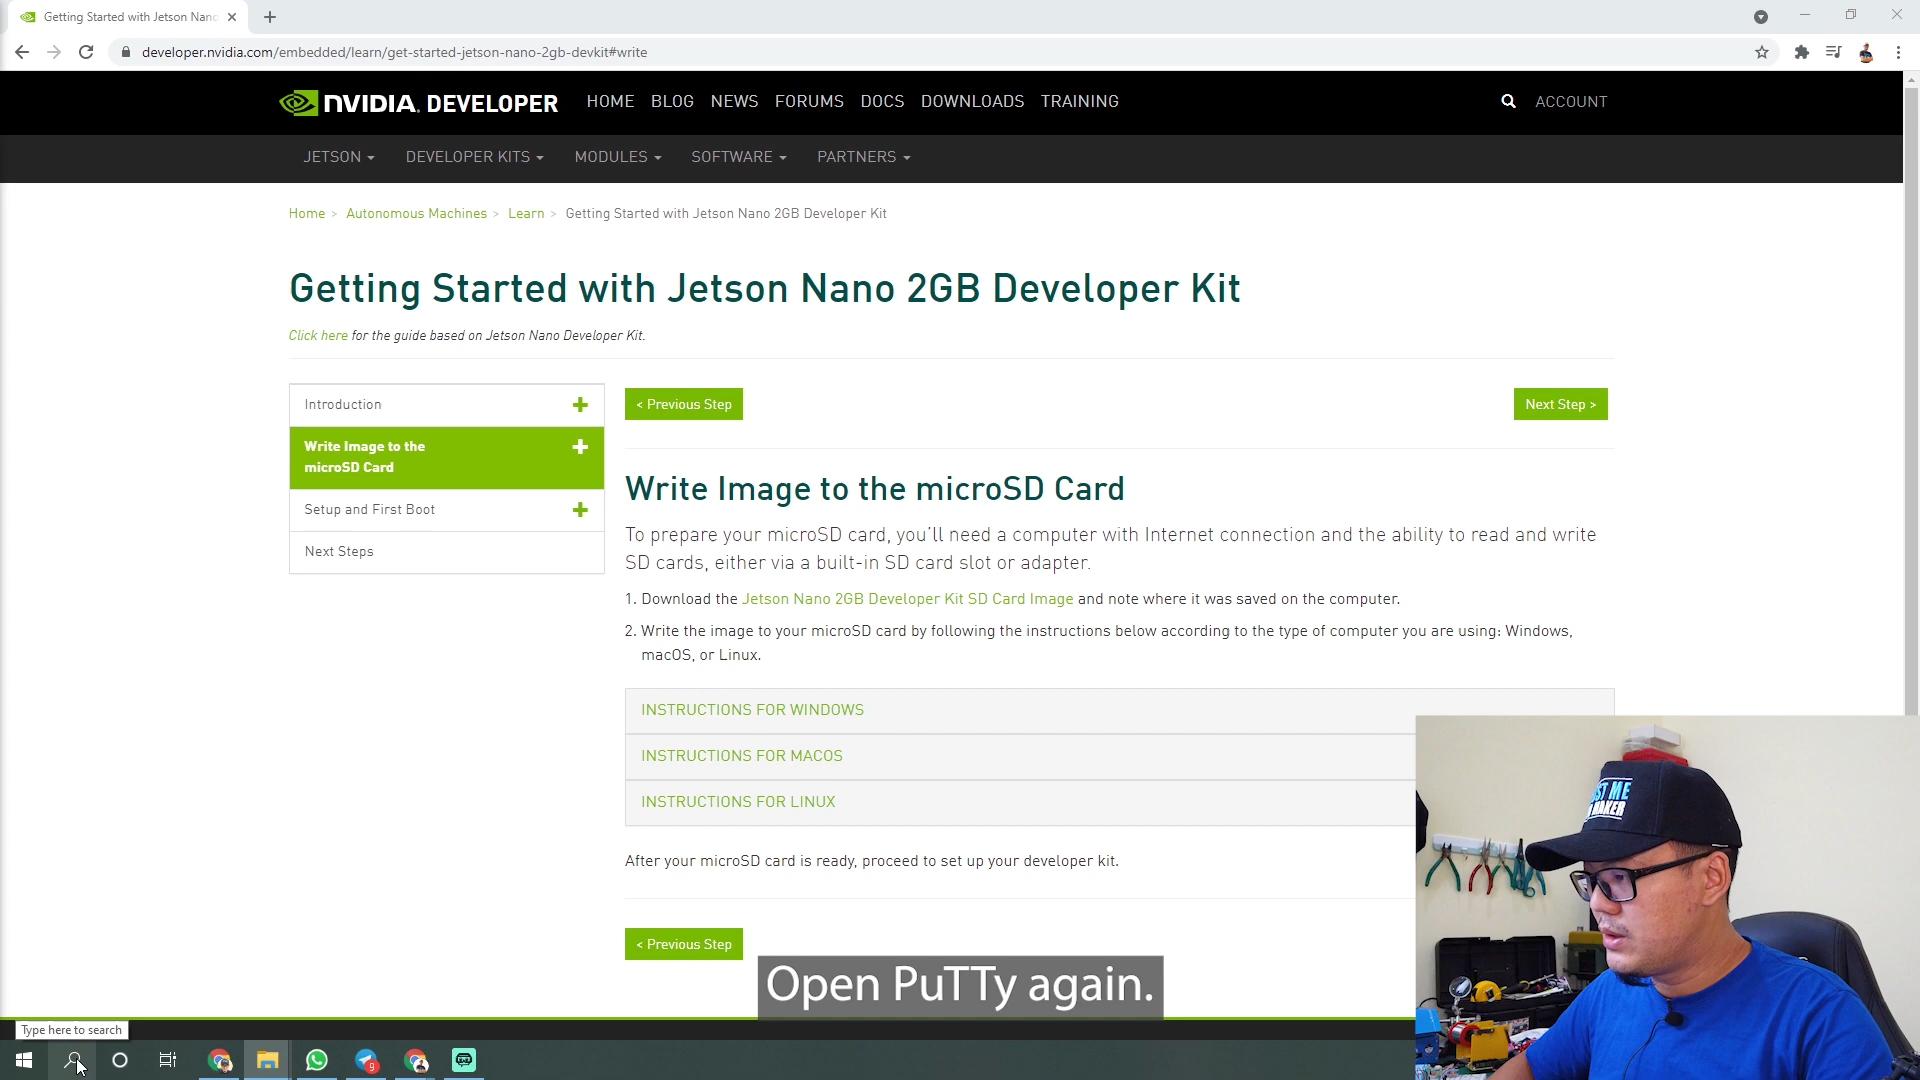 Getting Started with Jetson Nano
developer.nvidia.com/embedded/learn/get-started-jetson-nano-2gb-devkit#write
NVIDIA. DEVELOPER HOME BLOG NEWS FORUMS DOCS DOWNLOADS TRAINING ACCOUNT
JETSON DEVELOPER KITS MODULES SOFTWARE PARTNERS
Home > Autonomous Machines > Learn > Getting Started with Jetson Nano 2GB Developer Kit
Getting Started with Jetson Nano 2GB Developer Kit
Click here for the guide based on Jetson Nano Developer Kit.
Introduction
Write Image to the
microSD Card
Setup and First Boot
Next Steps
< Previous Step
Next Step >
Write Image to the microSD Card
To prepare your microSD card, you'll need a computer with Internet connection and the ability to read and write
SD cards, either via a built-in SD card slot or adapter.
1. Download the Jetson Nano 2GB Developer Kit SD Card Image and note where it was saved on the computer.
2. Write the image to your microSD card by following the instructions below according to the type of computer you are using: Windows,
macOS, or Linux.
INSTRUCTIONS FOR WINDOWS
INSTRUCTIONS FOR MACOS
INSTRUCTIONS FOR LINUX
After your microSD card is ready, proceed to set up your developer kit.
< Previous Step
Open PuTTy again.
Type here to search
9
ME
MAKER